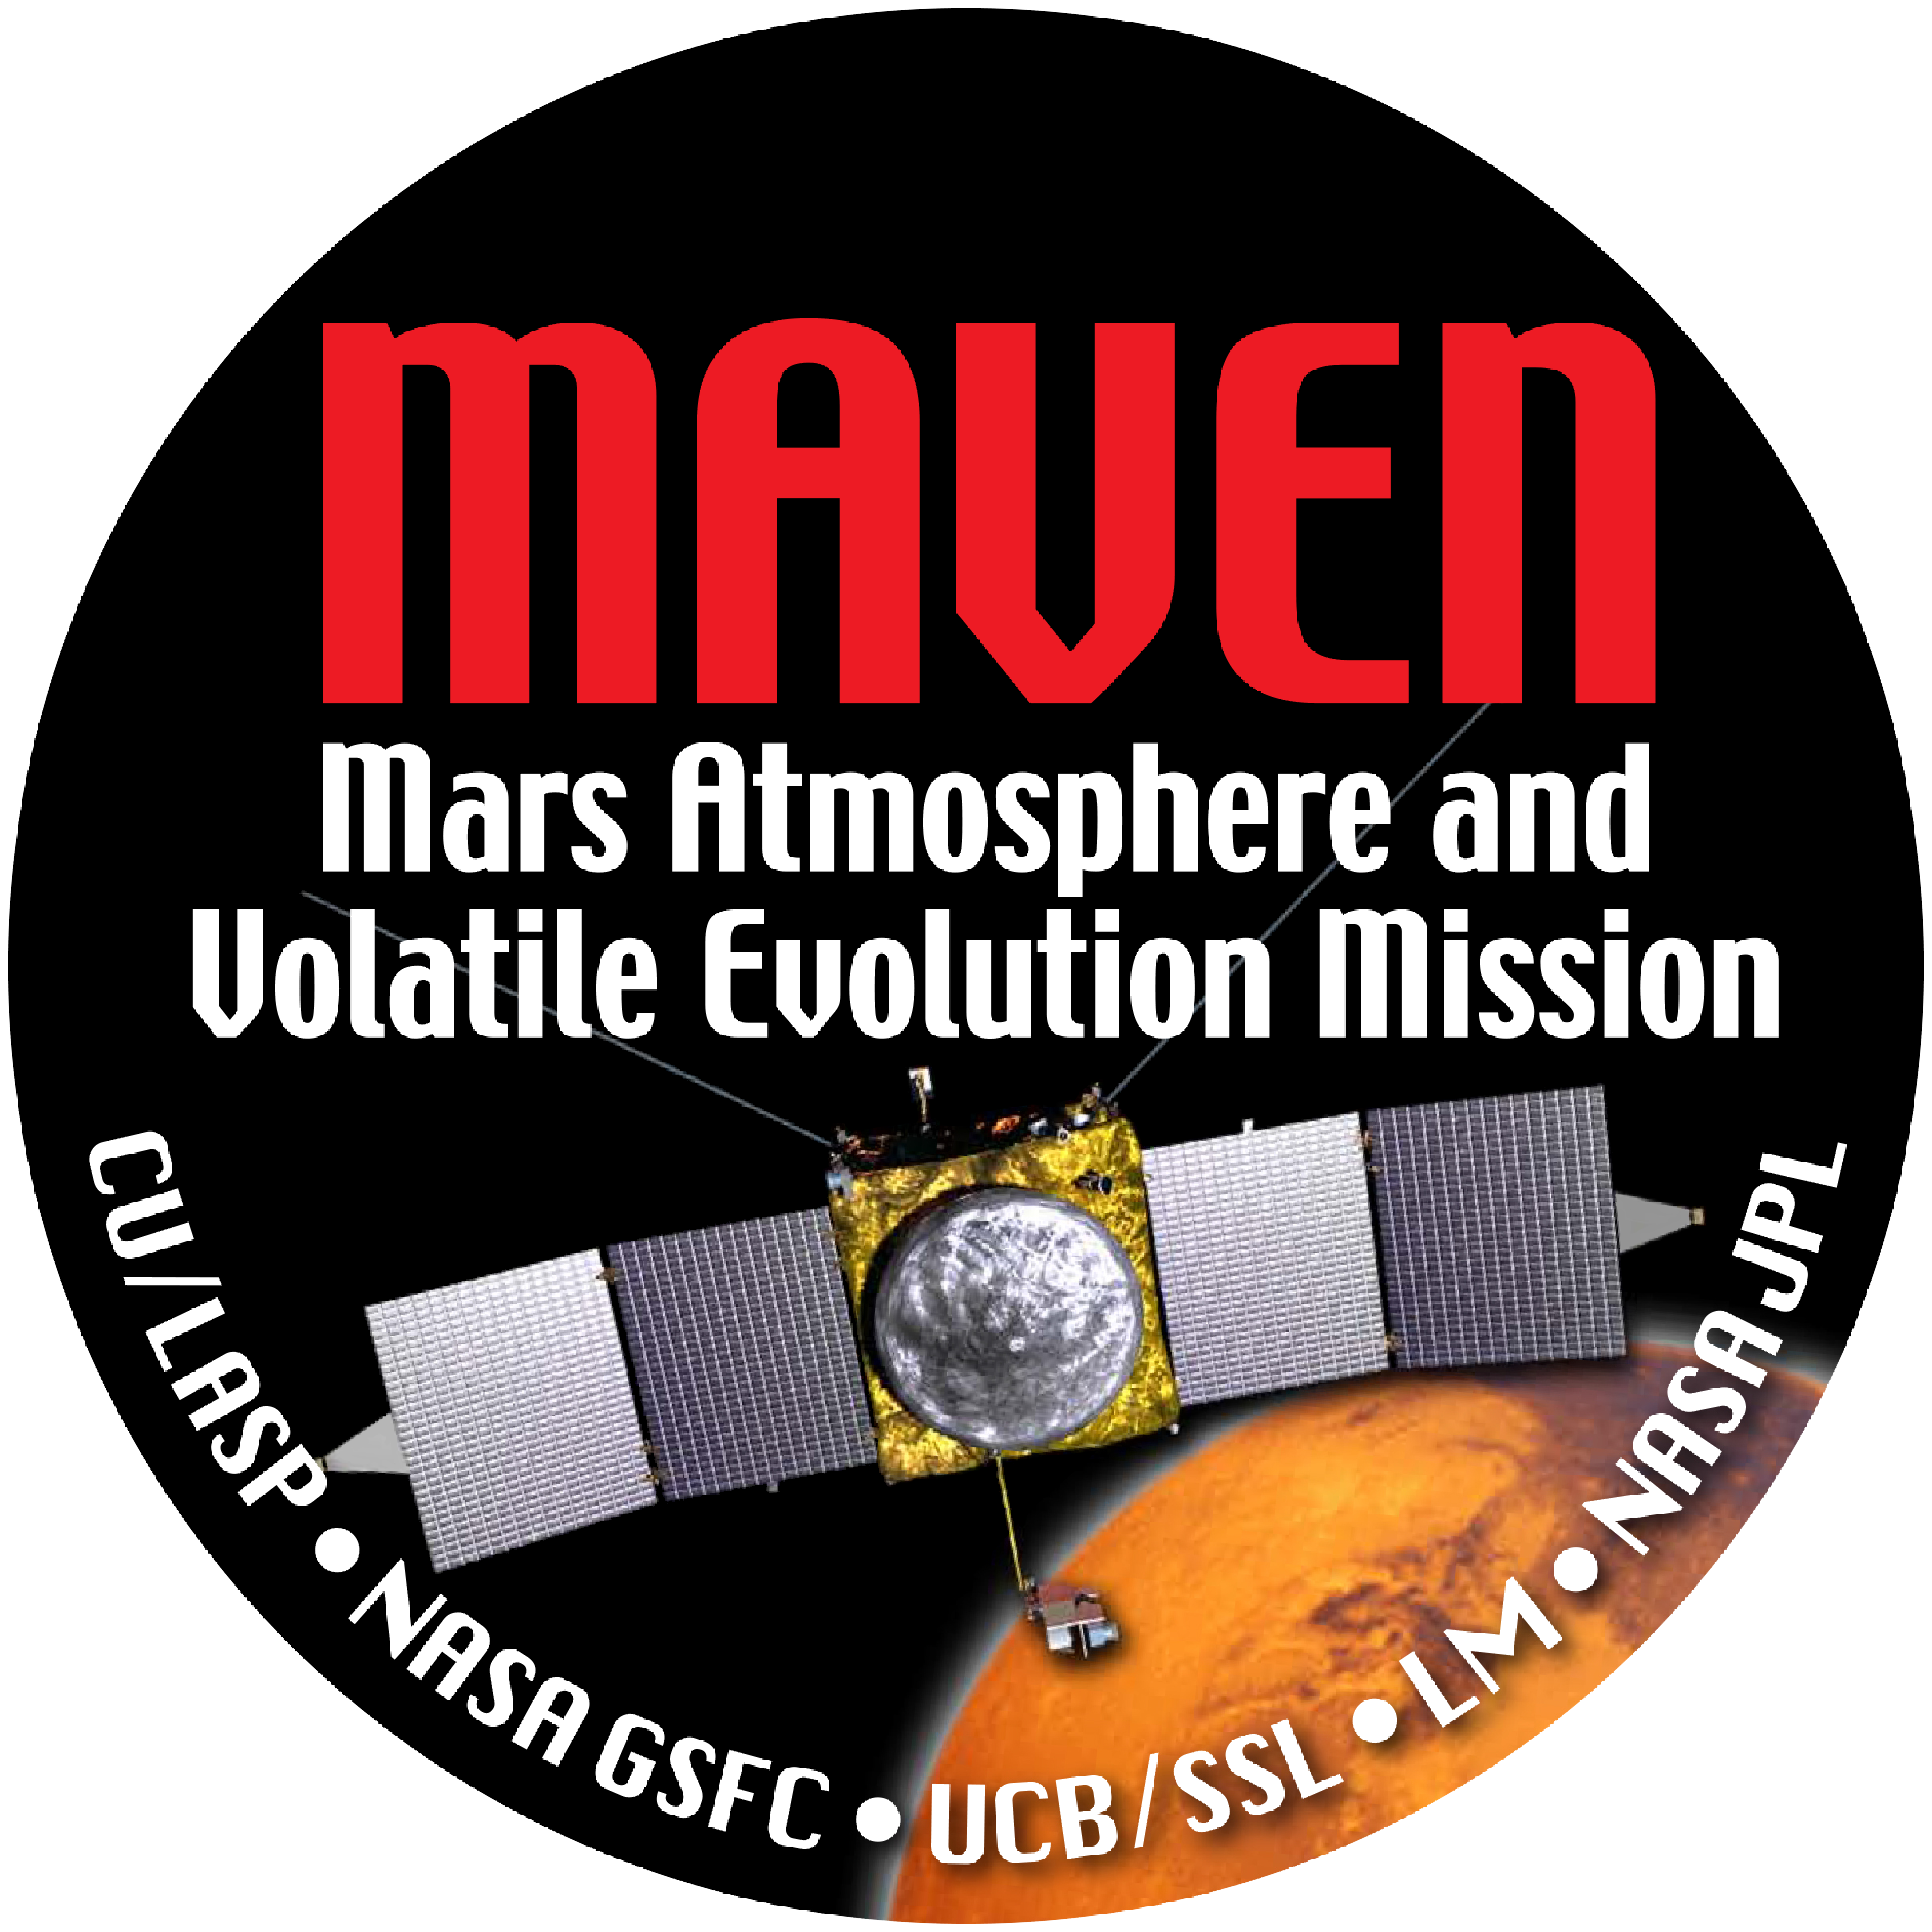 MAVEN
Mars Atmosphere and
Volatile Evolution Mission
CU/LASP • NASA GSFC • UCB/SSL • LM • NASA JPL